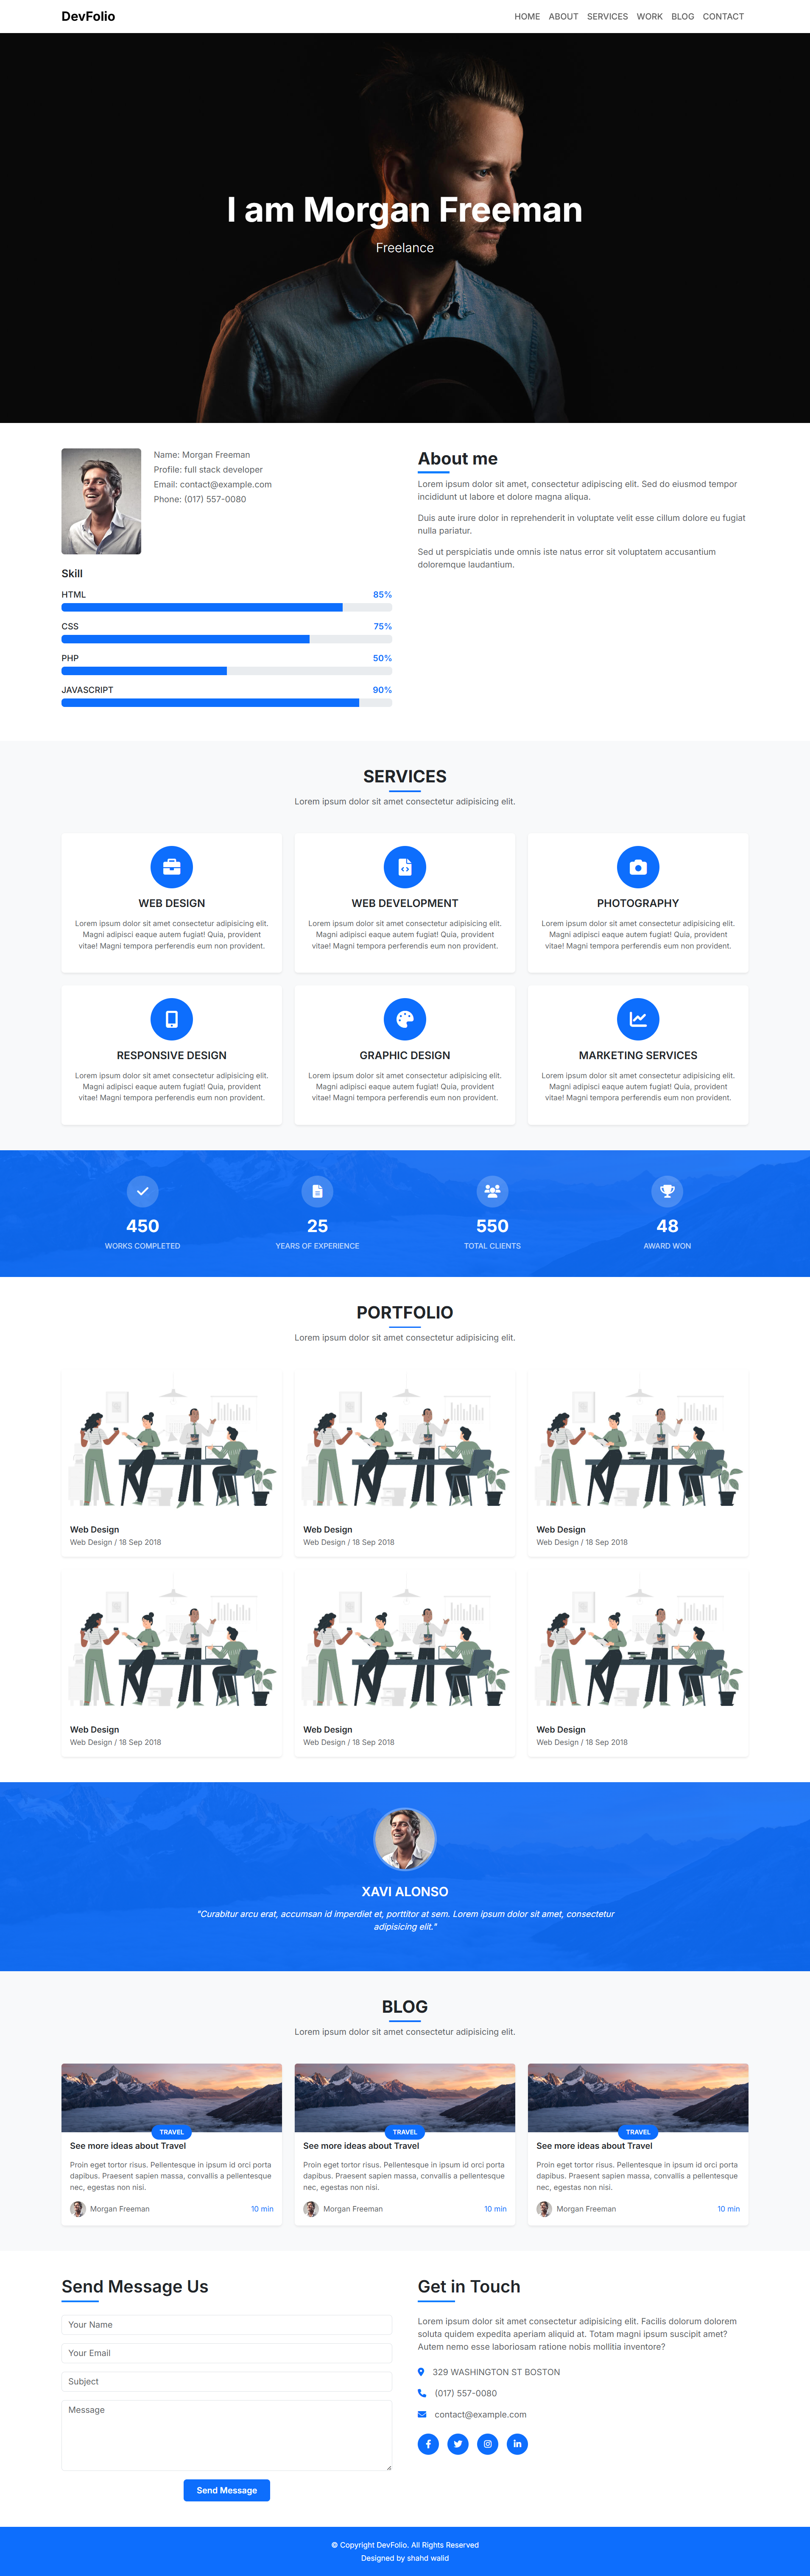 DevFolio
HOME ABOUT SERVICES WORK BLOG CONTACT
I am Morgan Freeman
Freelance
Name: Morgan Freeman
Profile: full stack developer
Email: contact@example.com
Phone: (017) 557-0080
Skill
HTML 85%
CSS 75%
PHP 50%
JAVASCRIPT 90%
About me
Lorem ipsum dolor sit amet, consectetur adipiscing elit. Sed do eiusmod tempor
incididunt ut labore et dolore magna aliqua.
Duis aute irure dolor in reprehenderit in voluptate velit esse cillum dolore eu fugiat
nulla pariatur.
Sed ut perspiciatis unde omnis iste natus error sit voluptatem accusantium
doloremque laudantium.
SERVICES
Lorem ipsum dolor sit amet consectetur adipisicing elit.
WEB DESIGN
Lorem ipsum dolor sit amet consectetur adipisicing elit.
Magni adipisci eaque autem fugiat! Quia, provident
vitae! Magni tempora perferendis eum non provident.
WEB DEVELOPMENT
Lorem ipsum dolor sit amet consectetur adipisicing elit.
Magni adipisci eaque autem fugiat! Quia, provident
vitae! Magni tempora perferendis eum non provident.
PHOTOGRAPHY
Lorem ipsum dolor sit amet consectetur adipisicing elit.
Magni adipisci eaque autem fugiat! Quia, provident
vitae! Magni tempora perferendis eum non provident.
RESPONSIVE DESIGN
Lorem ipsum dolor sit amet consectetur adipisicing elit.
Magni adipisci eaque autem fugiat! Quia, provident
vitae! Magni tempora perferendis eum non provident.
GRAPHIC DESIGN
Lorem ipsum dolor sit amet consectetur adipisicing elit.
Magni adipisci eaque autem fugiat! Quia, provident
vitae! Magni tempora perferendis eum non provident.
MARKETING SERVICES
Lorem ipsum dolor sit amet consectetur adipisicing elit.
Magni adipisci eaque autem fugiat! Quia, provident
vitae! Magni tempora perferendis eum non provident.
450
WORKS COMPLETED
25
YEARS OF EXPERIENCE
550
TOTAL CLIENTS
48
AWARD WON
PORTFOLIO
Lorem ipsum dolor sit amet consectetur adipisicing elit.
Web Design
Web Design / 18 Sep 2018
Web Design
Web Design / 18 Sep 2018
Web Design
Web Design / 18 Sep 2018
Web Design
Web Design / 18 Sep 2018
Web Design
Web Design / 18 Sep 2018
Web Design
Web Design / 18 Sep 2018
XAVI ALONSO
"Curabitur arcu erat, accumsan id imperdiet et, porttitor at sem. Lorem ipsum dolor sit amet, consectetur
adipisicing elit."
BLOG
Lorem ipsum dolor sit amet consectetur adipisicing elit.
TRAVEL
See more ideas about Travel
Proin eget tortor risus. Pellentesque in ipsum id orci porta
dapibus. Praesent sapien massa, convallis a pellentesque
nec, egestas non nisi.
Morgan Freeman 10 min
TRAVEL
See more ideas about Travel
Proin eget tortor risus. Pellentesque in ipsum id orci porta
dapibus. Praesent sapien massa, convallis a pellentesque
nec, egestas non nisi.
Morgan Freeman 10 min
TRAVEL
See more ideas about Travel
Proin eget tortor risus. Pellentesque in ipsum id orci porta
dapibus. Praesent sapien massa, convallis a pellentesque
nec, egestas non nisi.
Morgan Freeman 10 min
Send Message Us
Your Name
Your Email
Subject
Message
Send Message
Get in Touch
Lorem ipsum dolor sit amet consectetur adipisicing elit. Facilis dolorum dolorem
soluta quidem expedita aperiam aliquid at. Totam magni ipsum suscipit amet?
Autem nemo esse laboriosam ratione nobis mollitia inventore?
329 WASHINGTON ST BOSTON
(017) 557-0080
contact@example.com
© Copyright DevFolio. All Rights Reserved
Designed by shahd walid